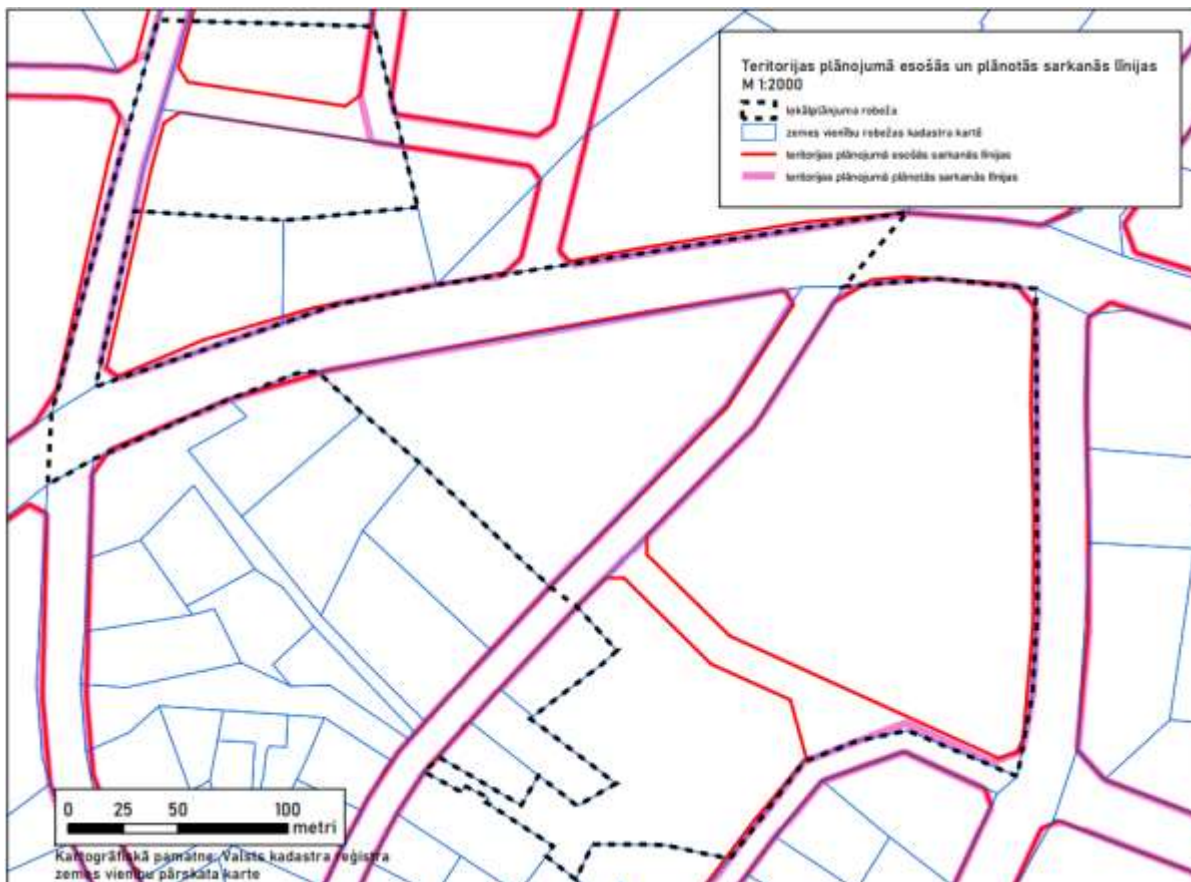 Teritorijas plānojumā esošās un plānotās sarkanās līnijas
M 1:2000
lokālplānjuma robeža
zemes vienību robežas kadastra kartē
teritorijas plānojumā esošās sarkanās līnijas
teritorijas plānojumā plānotās sarkanās līnijas
0 25 50 100
metri
Kartogrāfiskā pamatne: Valsts kadastra reģistra
zemes vienību pārskata karte